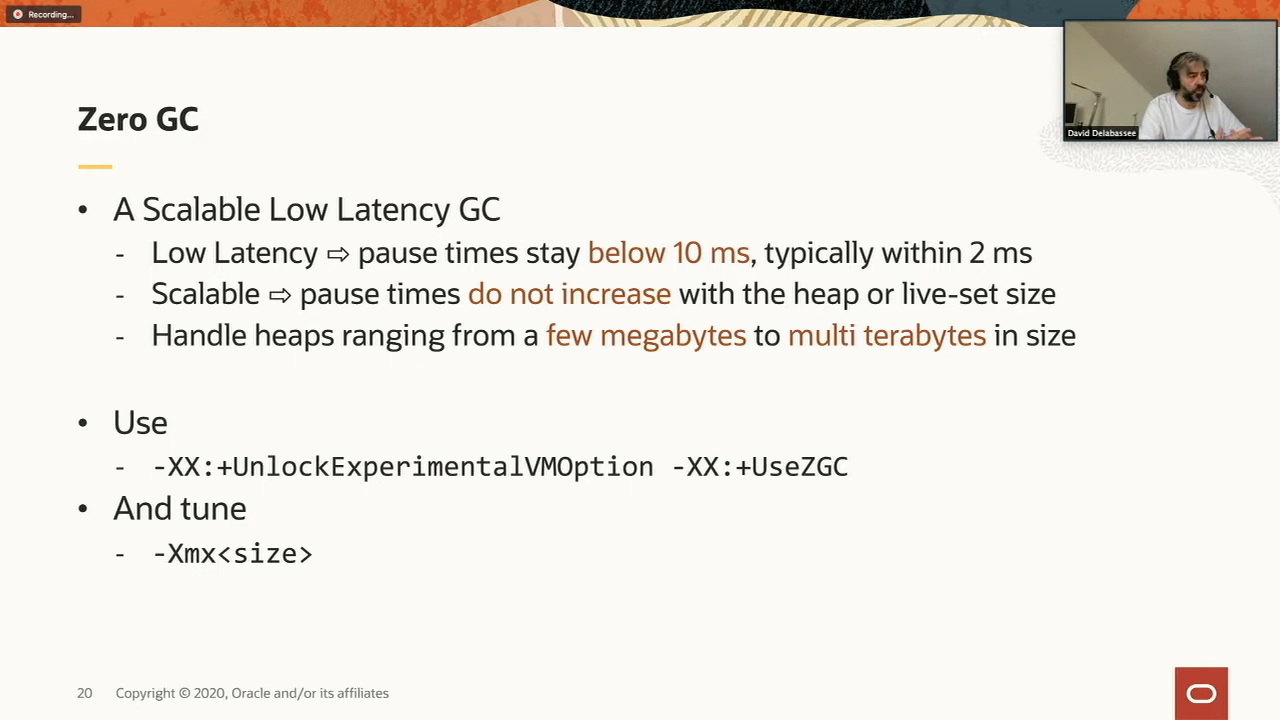 Recording...
David Delabassee
Zero GC
• A Scalable Low Latency GC
- Low Latency ⇨ pause times stay below 10 ms, typically within 2 ms
- Scalable ⇨ pause times do not increase with the heap or live-set size
- Handle heaps ranging from a few megabytes to multi terabytes in size
• Use
- -XX:+UnlockExperimentalVMOption -XX:+UseZGC
• And tune
- -Xmx<size>
20 Copyright © 2020, Oracle and/or its affiliates